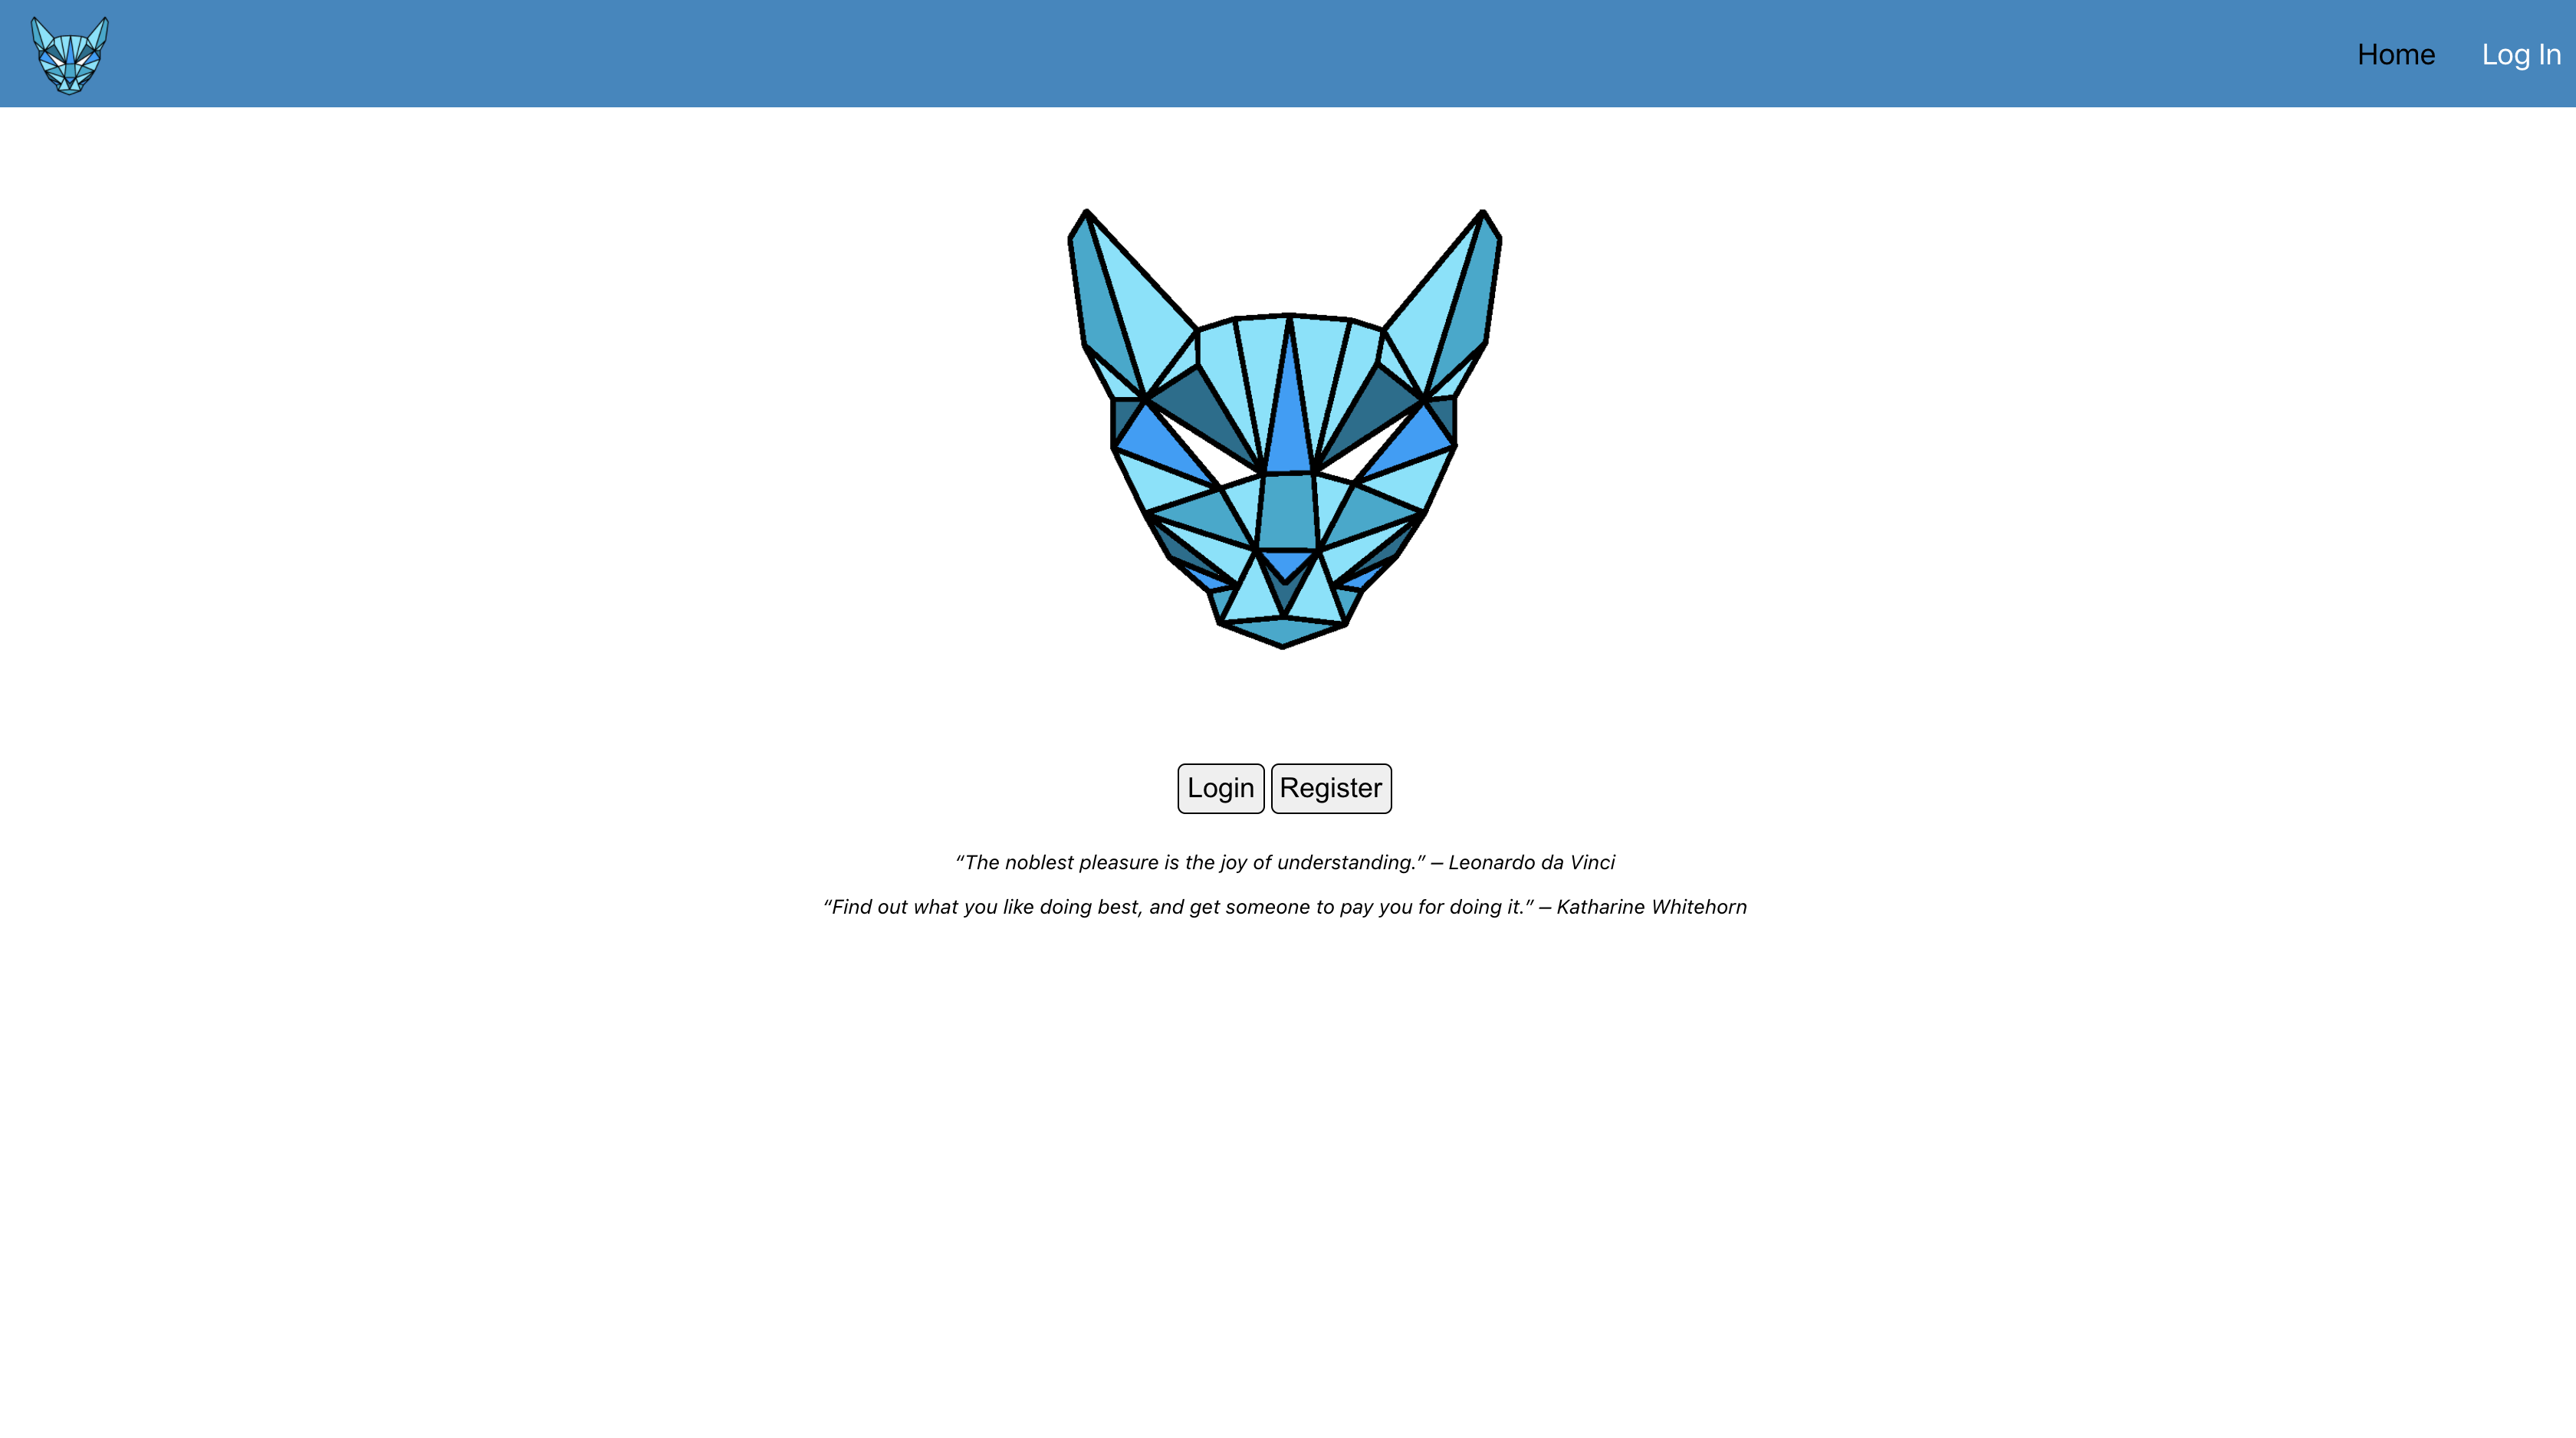 Home Log In
Login Register
“The noblest pleasure is the joy of understanding.” – Leonardo da Vinci
“Find out what you like doing best, and get someone to pay you for doing it.” – Katharine Whitehorn